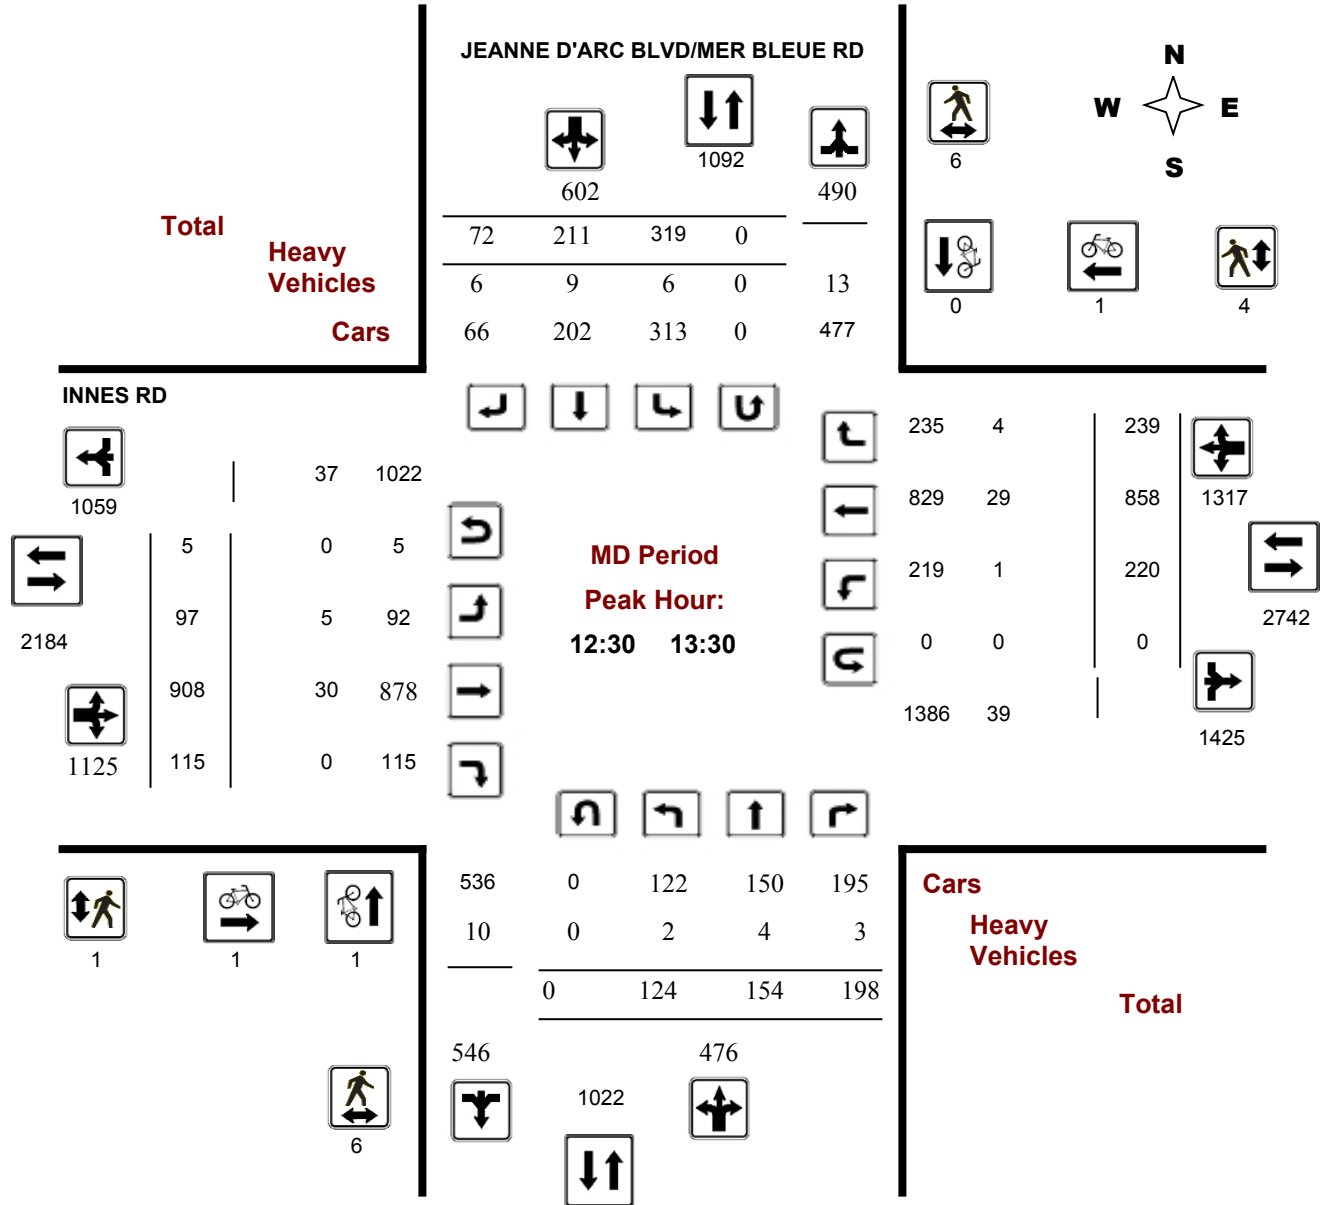 JEANNE D'ARC BLVD/MER BLEUE RD
N
W E
S
1092
6
602 490
Total
72 211 319 0
Heavy
Vehicles
6 9 6 0 13
0 1 4
Cars
66 202 313 0 477
INNES RD
235 4 239
37 1022
1059
829 29 858 1317
5 0 5
MD Period
219 1 220
97 5 92
Peak Hour:
2742
2184
12:30 13:30
0 0 0
908 30 878
1386 39
1425
1125 115 0 115
536 0 122 150 195
Cars
10 0 2 4 3
Heavy
Vehicles
1 1 1
0 124 154 198
Total
546 476
1022
6